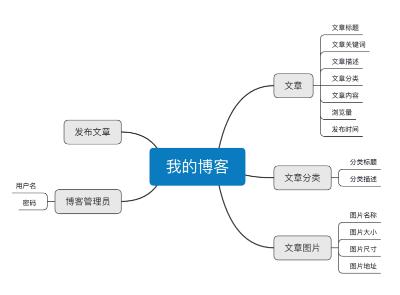 我的博客
文章
文章标题
文章关键词
文章描述
文章分类
文章内容
浏览量
发布时间
文章分类
分类标题
分类描述
文章图片
图片名称
图片大小
图片尺寸
图片地址
发布文章
博客管理员
用户名
密码